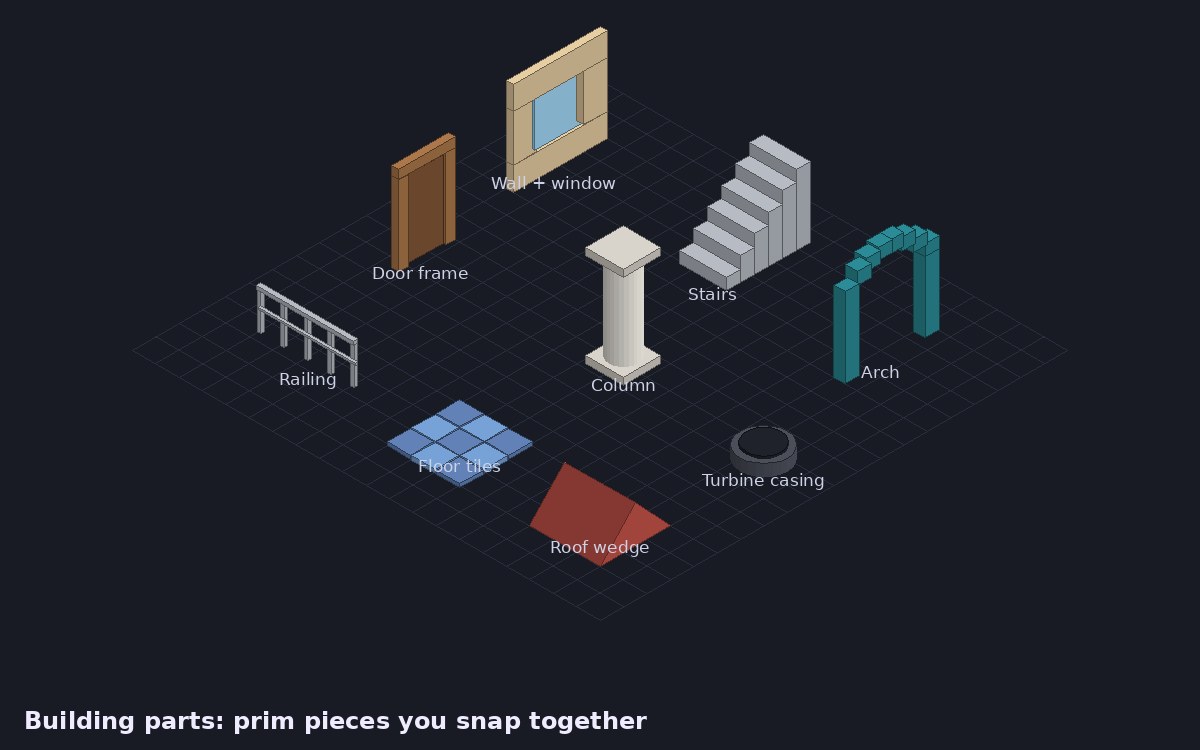 Wall + window
Door frame
Stairs
Railing
Column
Arch
Floor tiles
Turbine casing
Roof wedge
Building parts: prim pieces you snap together